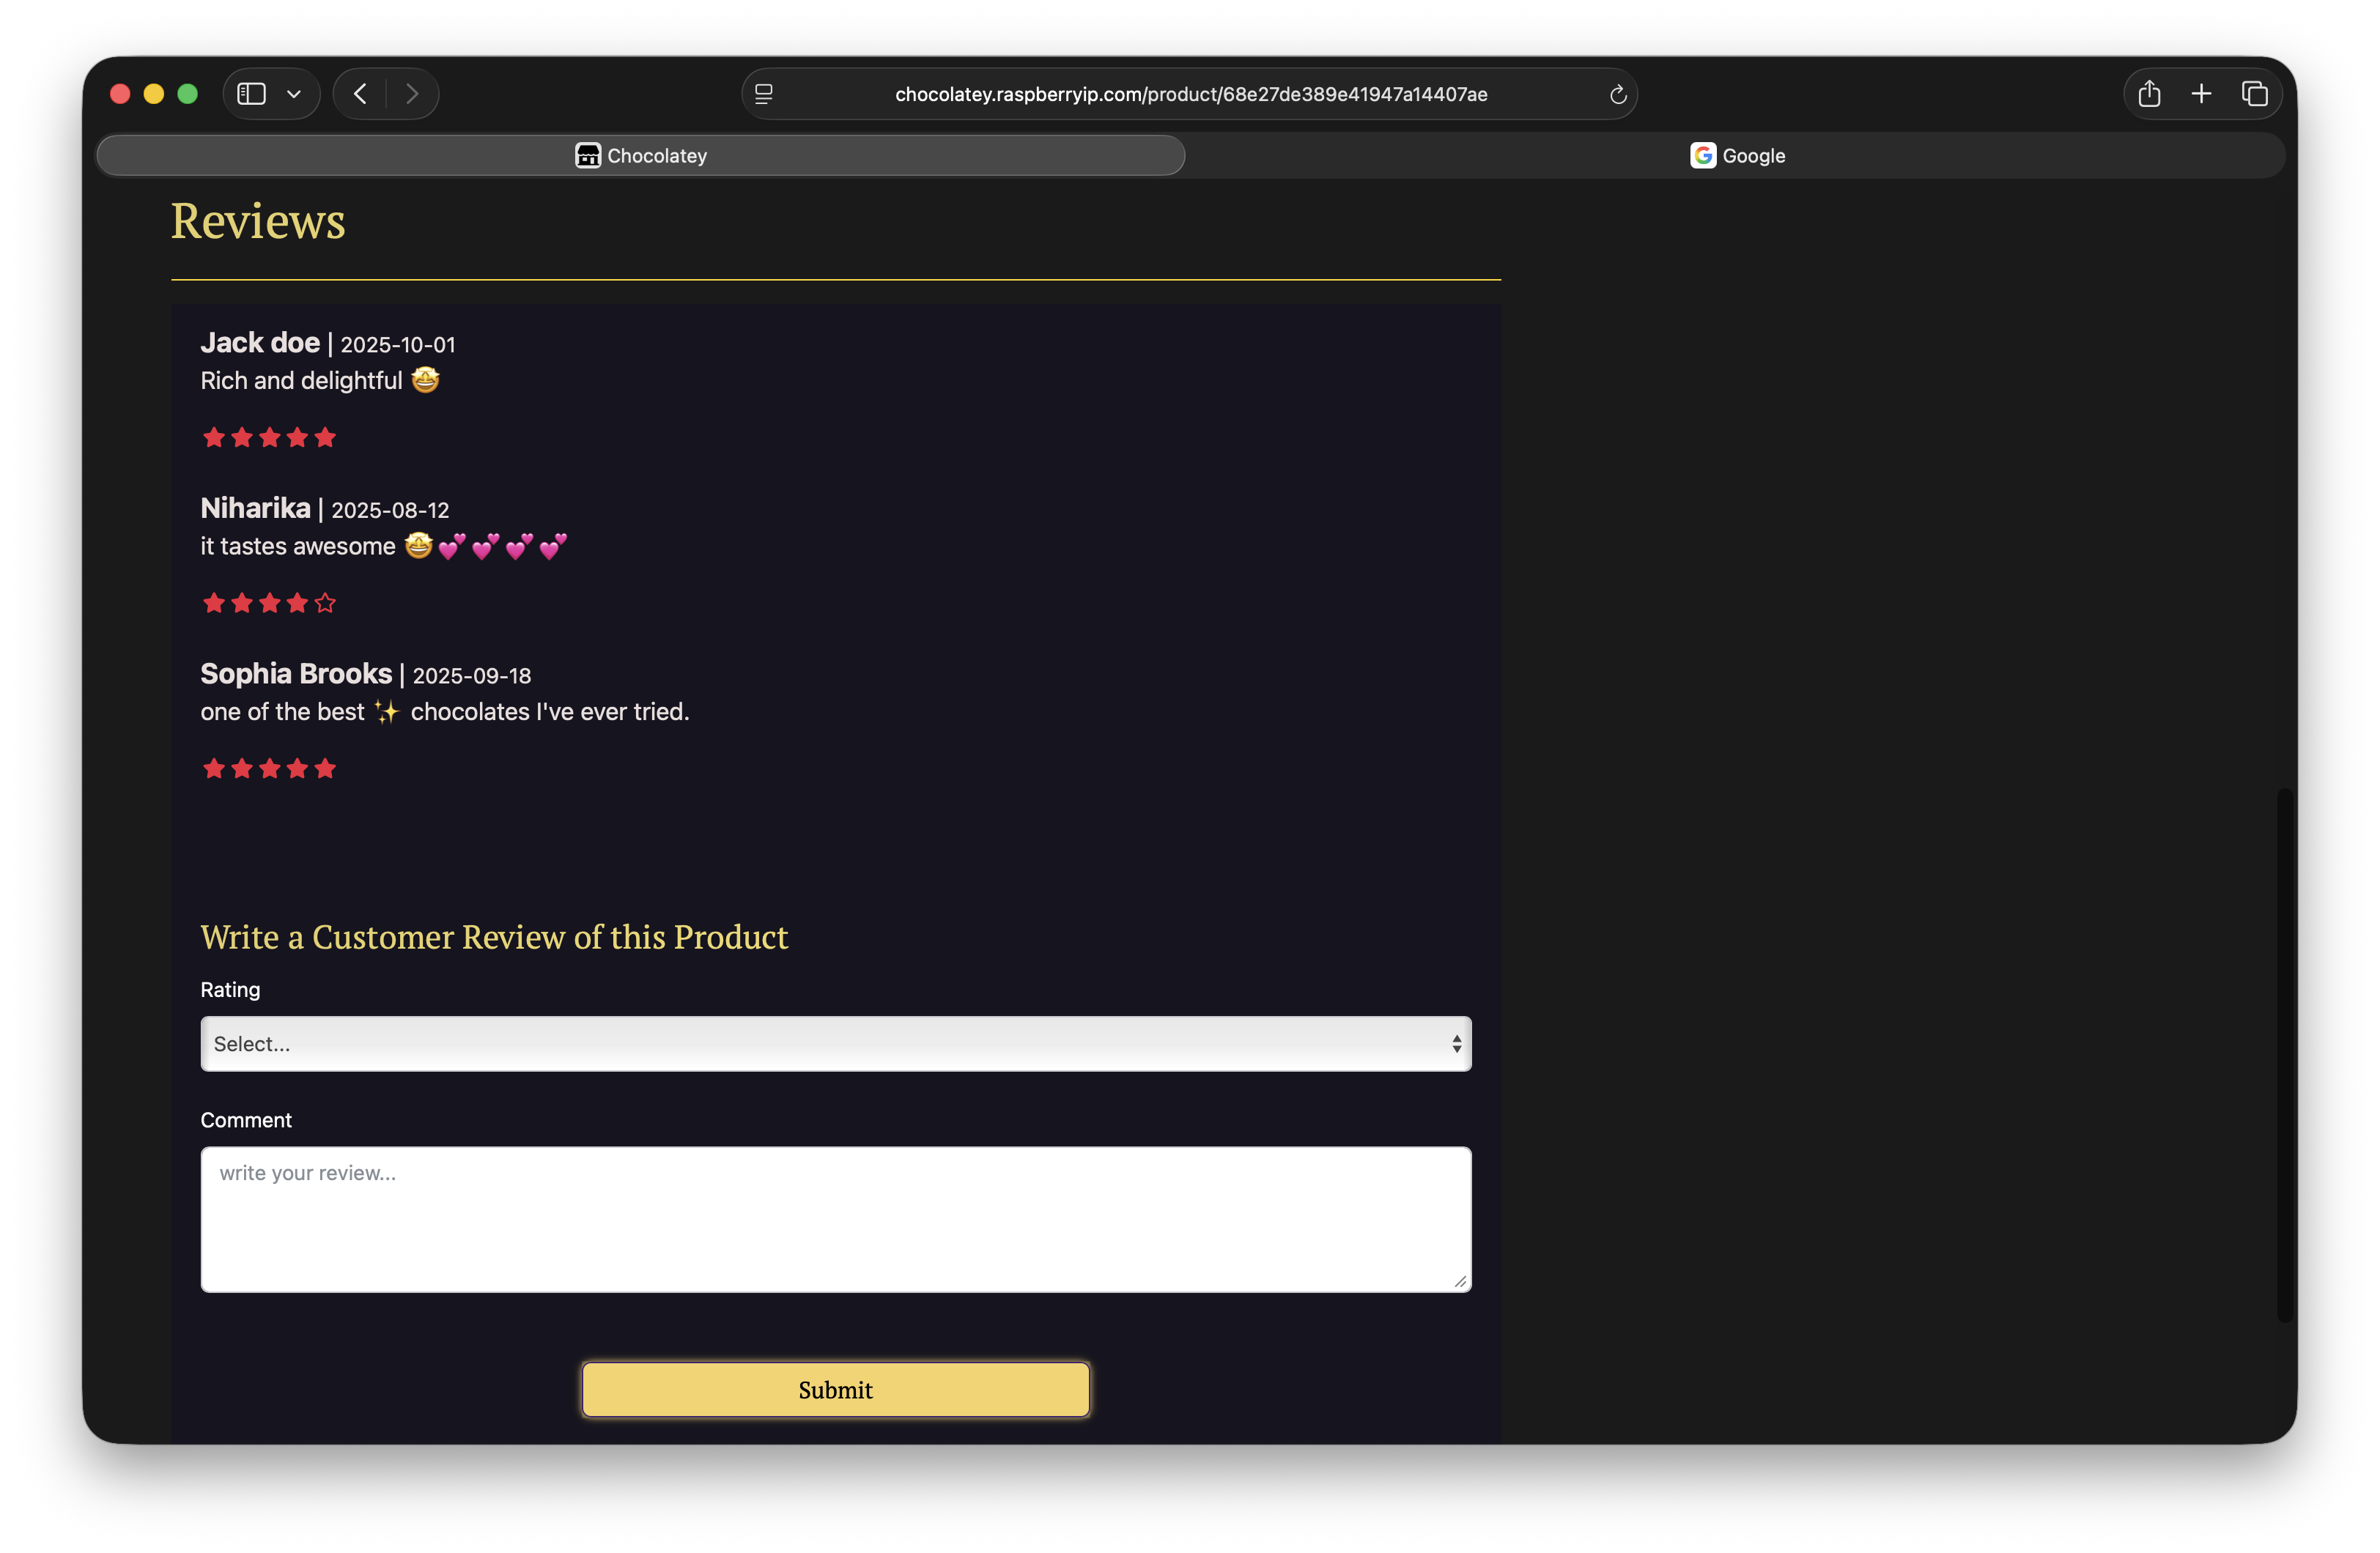 chocolatey.raspberryip.com/product/68e27de389e41947a14407ae
Chocolatey
Google
Reviews
Jack doe | 2025-10-01
Rich and delightful 🤩
Niharika | 2025-08-12
it tastes awesome 🤩💕💕💕💕
Sophia Brooks | 2025-09-18
one of the best ✨ chocolates I've ever tried.
Write a Customer Review of this Product
Rating
Select...
Comment
write your review...
Submit